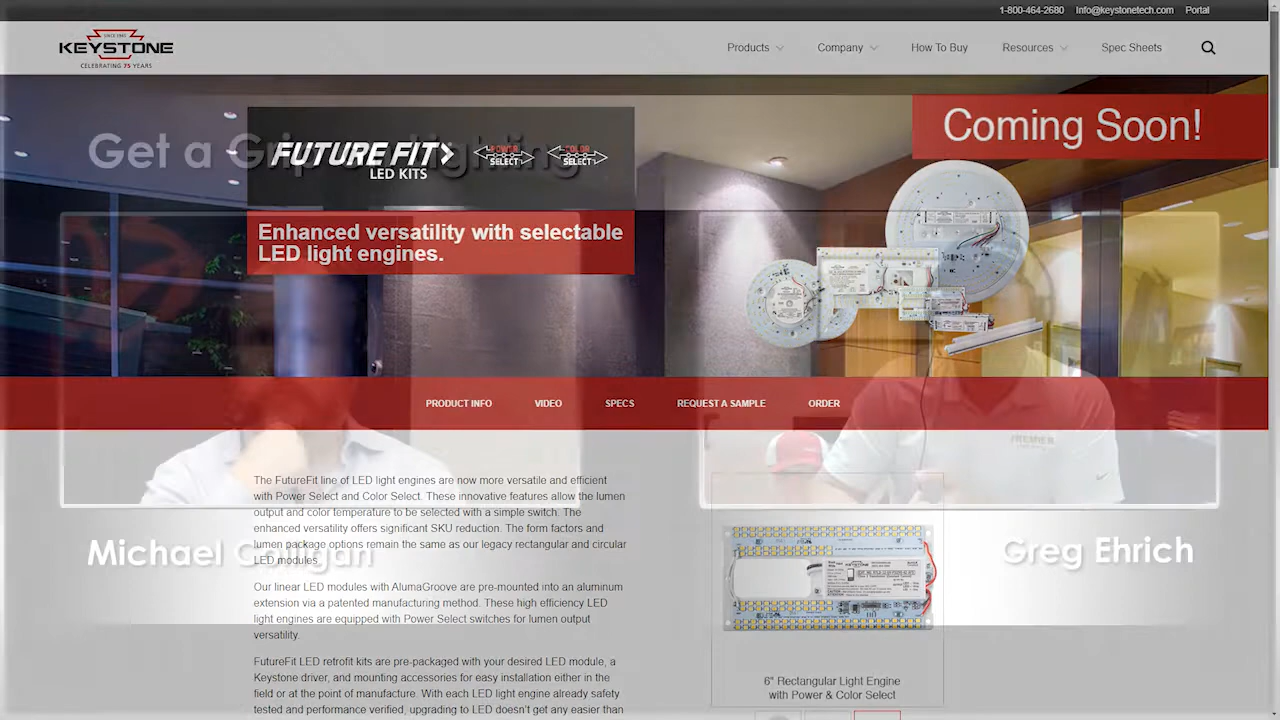 1-800-464-2680 Info@keystonetech.com Portal
SINCE 1945
KEYSTONE
CELEBRATING 75 YEARS
Products Company How To Buy Resources Spec Sheets
Coming Soon!
Get a Grip on Lighting
FUTURE FIT
LED KITS
POWER SELECT
COLOR SELECT
Enhanced versatility with selectable
LED light engines.
PRODUCT INFO VIDEO SPECS REQUEST A SAMPLE ORDER
PREMIER
The FutureFit line of LED light engines are now more versatile and efficient
with Power Select and Color Select. These innovative features allow the lumen
output and color temperature to be selected with a simple switch. The
enhanced versatility offers significant SKU reduction. The form factors and
lumen package options remain the same as our legacy rectangular and circular
LED modules.
Michael Colligan
Greg Ehrich
Our linear LED modules with AlumaGroove are pre-mounted into an aluminum
extension via a patented manufacturing method. These high efficiency LED
light engines are equipped with Power Select switches for lumen output
versatility.
FutureFit LED retrofit kits are pre-packaged with your desired LED module, a
Keystone driver, and mounting accessories for easy installation either in the
field or at the point of manufacture. With each LED light engine already safety
tested and performance verified, upgrading to LED doesn't get any easier than
KEYSTONE
6" Rectangular Light Engine
with Power & Color Select